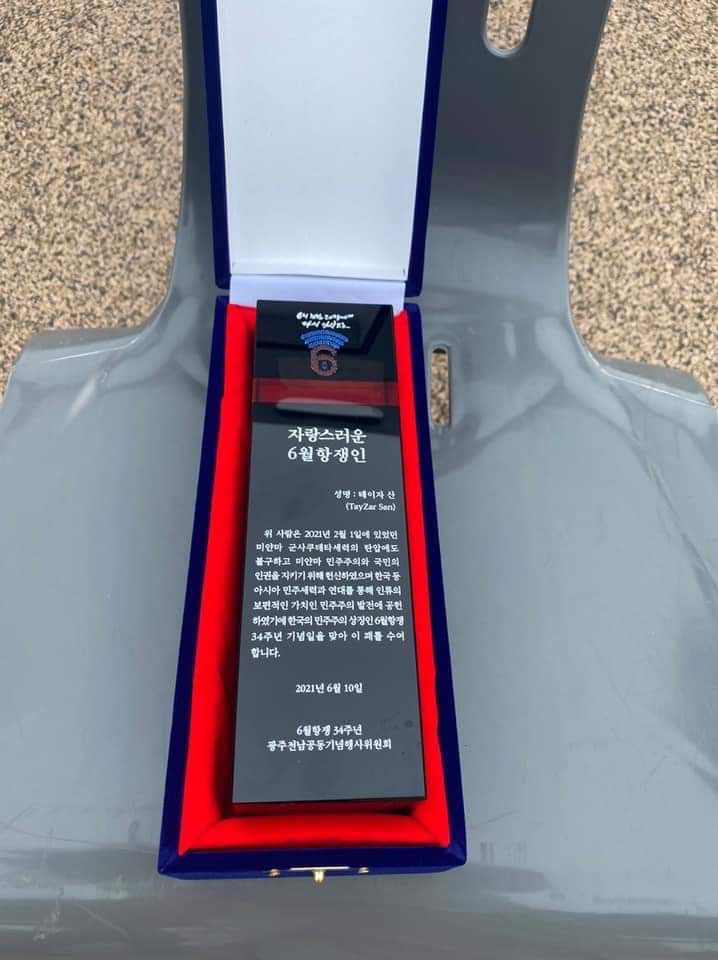 6
자랑스러운
6월항쟁인
성명 : 테이자 산
(TayZar San)
위 사람은 2021년 2월 1일에 있었던
미얀마 군사쿠데타세력의 탄압에도
불구하고 미얀마 민주주의와 국민의
인권을 지키기 위해 헌신하였으며 한국 등
아시아 민주세력과 연대를 통해 인류의
보편적인 가치인 민주주의 발전에 공헌
하였기에 한국의 민주주의 상징인 6월항쟁
34주년 기념일을 맞아 이 패를 수여
합니다.
2021년 6월 10일
6월항쟁 34주년
광주전남공동기념행사위원회